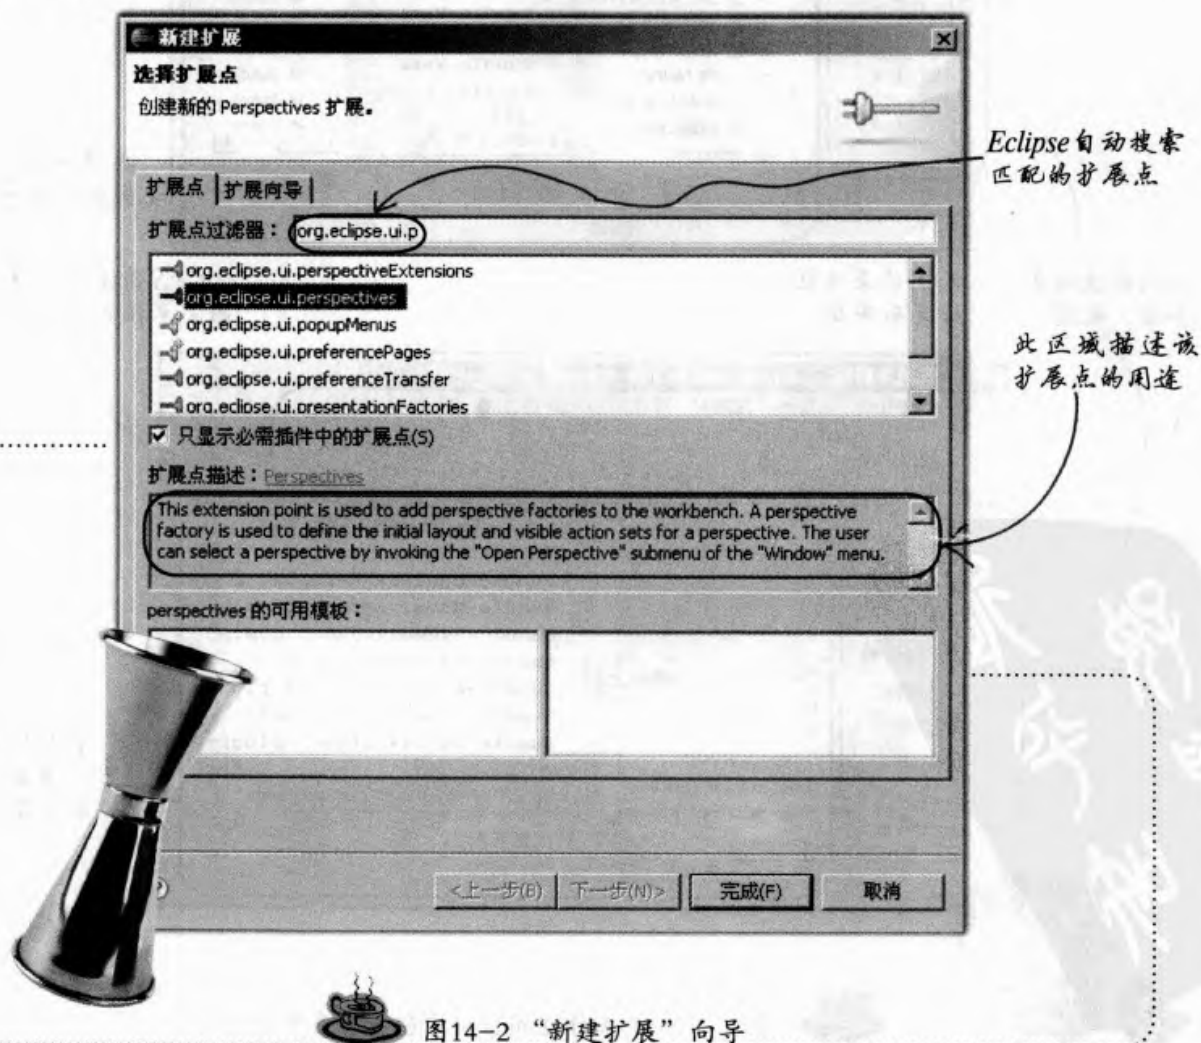 新建扩展
选择扩展点
创建新的 Perspectives 扩展。
Eclipse自动搜索
匹配的扩展点
扩展点
扩展向导
扩展点过滤器：
org.eclipse.ui.p
org.eclipse.ui.perspectiveExtensions
org.eclipse.ui.perspectives
org.eclipse.ui.popupMenus
org.eclipse.ui.preferencePages
org.eclipse.ui.preferenceTransfer
org.eclipse.ui.presentationFactories
此区域描述该
扩展点的用途
只显示必需插件中的扩展点(S)
扩展点描述：Perspectives
This extension point is used to add perspective factories to the workbench. A perspective
factory is used to define the initial layout and visible action sets for a perspective. The user
can select a perspective by invoking the "Open Perspective" submenu of the "Window" menu.
perspectives 的可用模板：
<上一步(B)
下一步(N)>
完成(F)
取消
图14-2 “新建扩展”向导